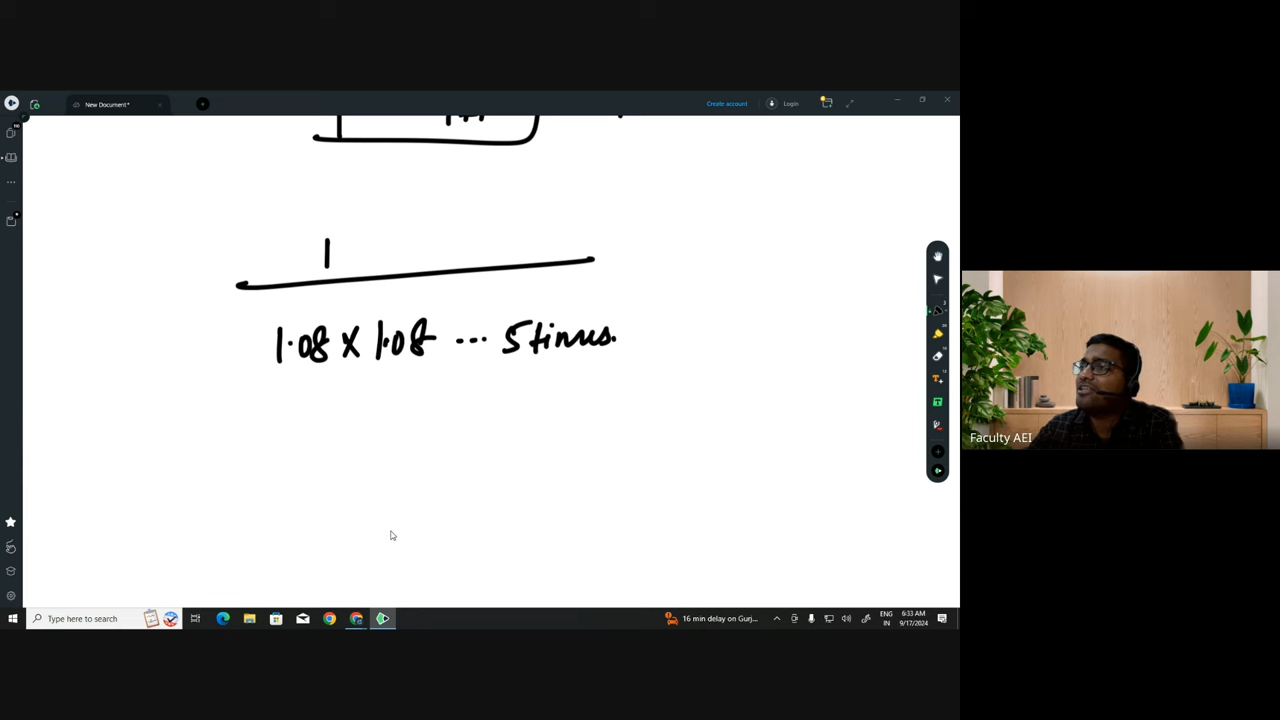 New Document*
Create account
Login
1
1.08 x 1.08 ... 5 times.
Faculty AEI
Type here to search
16 min delay on Gurj...
ENG
IN
6:33 AM
9/17/2024